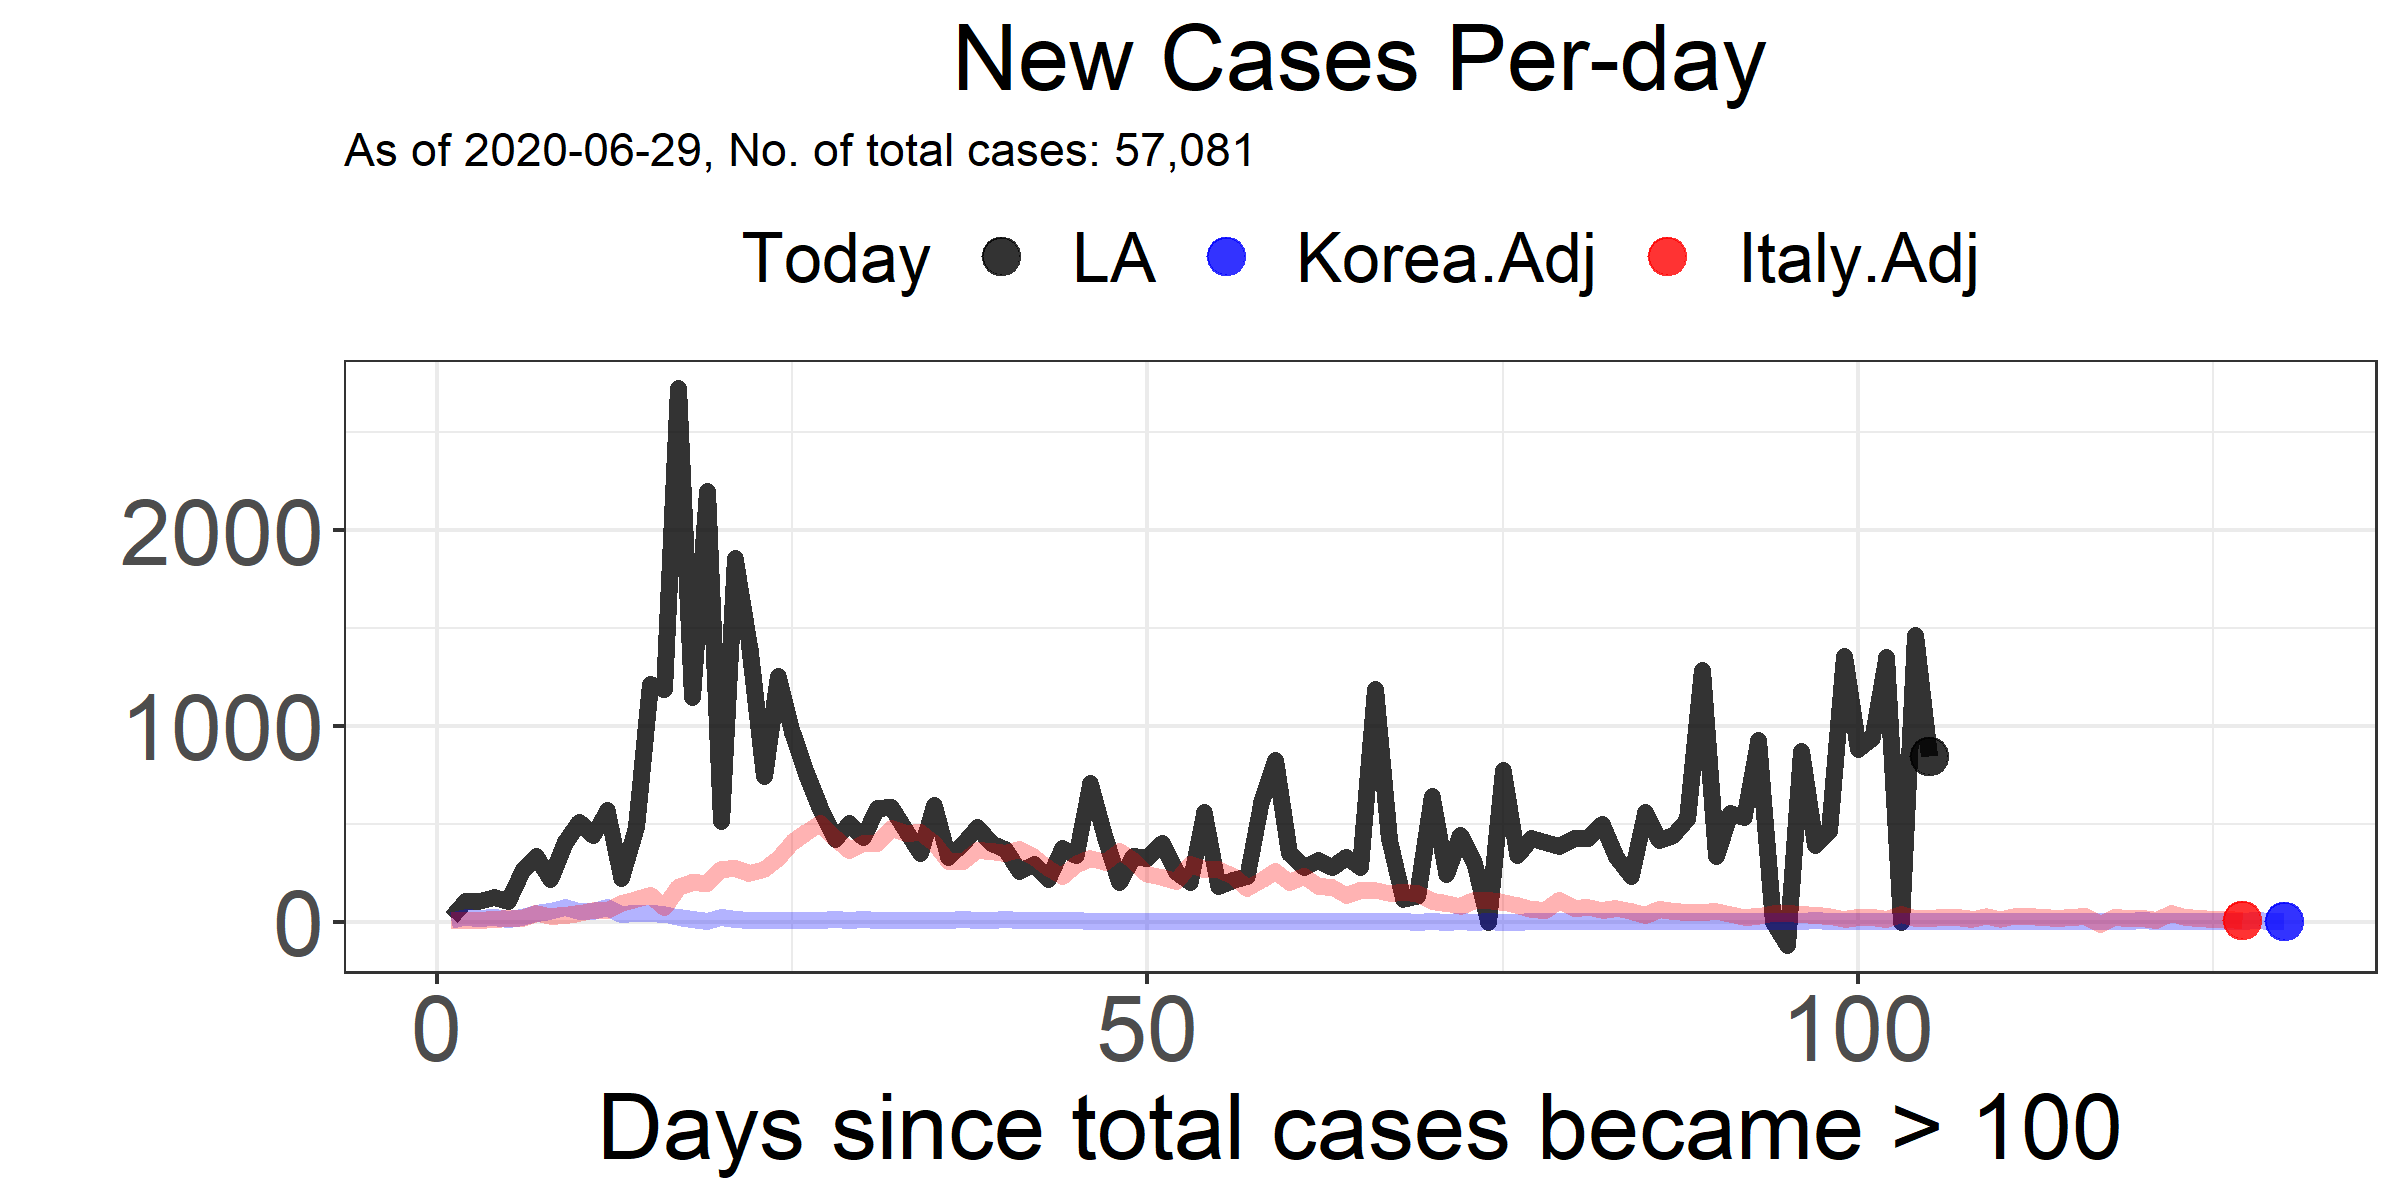 New Cases Per-day
As of 2020-06-29, No. of total cases: 57,081
Today LA Korea.Adj Italy.Adj
2000
1000
0
0 50 100
Days since total cases became > 100